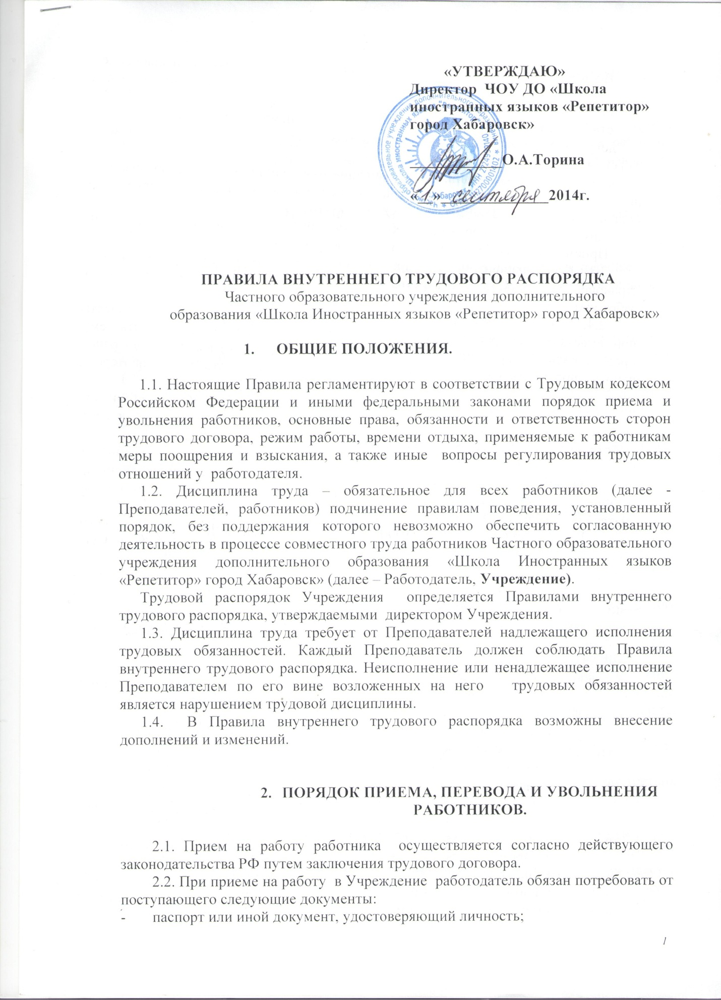 «УТВЕРЖДАЮ»
Директор ЧОУ ДО «Школа
иностранных языков «Репетитор»
город Хабаровск»
О.А.Торина
«1» сентября 2014г.
ПРАВИЛА ВНУТРЕННЕГО ТРУДОВОГО РАСПОРЯДКА
Частного образовательного учреждения дополнительного
образования «Школа Иностранных языков «Репетитор» город Хабаровск»
1. ОБЩИЕ ПОЛОЖЕНИЯ.
1.1. Настоящие Правила регламентируют в соответствии с Трудовым кодексом
Российском Федерации и иными федеральными законами порядок приема и
увольнения работников, основные права, обязанности и ответственность сторон
трудового договора, режим работы, времени отдыха, применяемые к работникам
меры поощрения и взыскания, а также иные вопросы регулирования трудовых
отношений у работодателя.
1.2. Дисциплина труда – обязательное для всех работников (далее -
Преподавателей, работников) подчинение правилам поведения, установленный
порядок, без поддержания которого невозможно обеспечить согласованную
деятельность в процессе совместного труда работников Частного образовательного
учреждения дополнительного образования «Школа Иностранных языков
«Репетитор» город Хабаровск» (далее – Работодатель, Учреждение).
Трудовой распорядок Учреждения определяется Правилами внутреннего
трудового распорядка, утверждаемыми директором Учреждения.
1.3. Дисциплина труда требует от Преподавателей надлежащего исполнения
трудовых обязанностей. Каждый Преподаватель должен соблюдать Правила
внутреннего трудового распорядка. Неисполнение или ненадлежащее исполнение
Преподавателем по его вине возложенных на него трудовых обязанностей
является нарушением трудовой дисциплины.
1.4. В Правила внутреннего трудового распорядка возможны внесение
дополнений и изменений.
2. ПОРЯДОК ПРИЕМА, ПЕРЕВОДА И УВОЛЬНЕНИЯ
РАБОТНИКОВ.
2.1. Прием на работу работника осуществляется согласно действующего
законодательства РФ путем заключения трудового договора.
2.2. При приеме на работу в Учреждение работодатель обязан потребовать от
поступающего следующие документы:
- паспорт или иной документ, удостоверяющий личность;
1